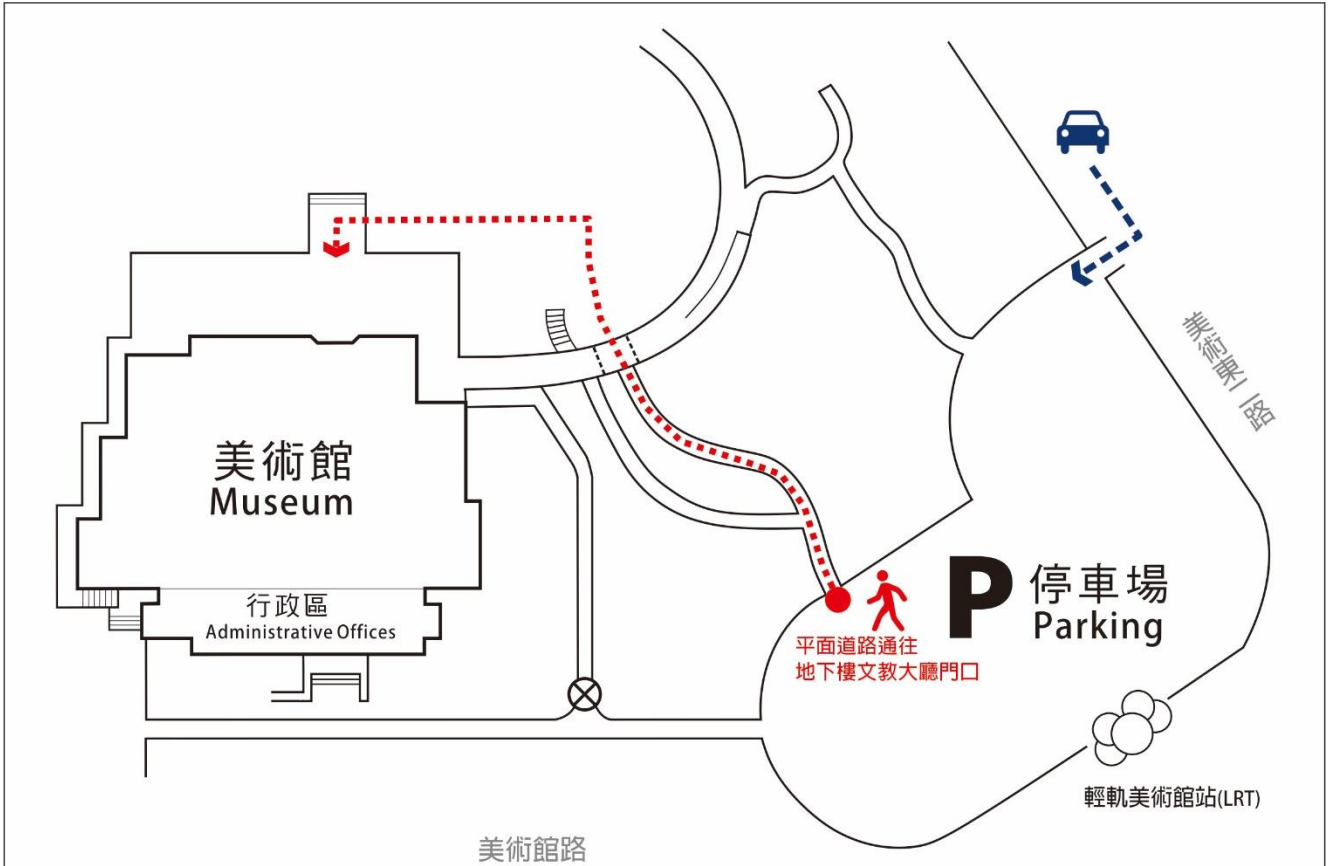 美術東二路
美術館
Museum
行政區
Administrative Offices
P 停車場
Parking
平面道路通往
地下樓文教大廳門口
輕軌美術館站(LRT)
美術館路